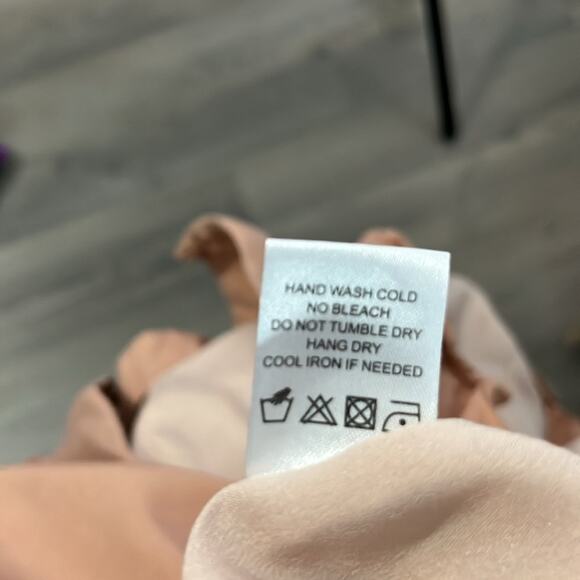 HAND WASH COLD
NO BLEACH
DO NOT TUMBLE DRY
HANG DRY
COOL IRON IF NEEDED